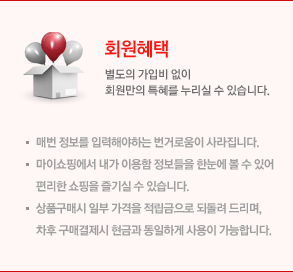 회원혜택
별도의 가입비 없이
회원만의 특혜를 누리실 수 있습니다.
매번 정보를 입력해야하는 번거로움이 사라집니다.
마이쇼핑에서 내가 이용함 정보들을 한눈에 볼 수 있어
편리한 쇼핑을 즐기실 수 있습니다.
상품구매시 일부 가격을 적립금으로 되돌려 드리며,
차후 구매결제시 현금과 동일하게 사용이 가능합니다.